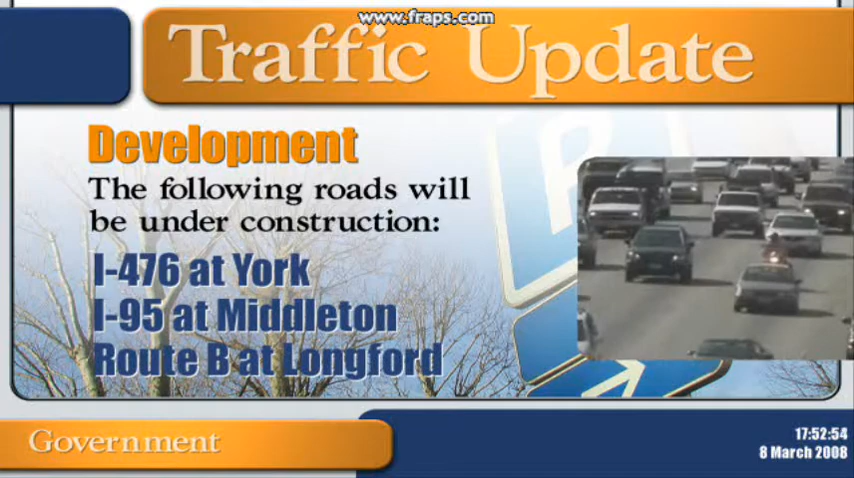 www.fraps.com
Traffic Update
Development
The following roads will
be under construction:
I-476 at York
I-95 at Middleton
Route B at Longford
P
Government
17:52:54
8 March 2008